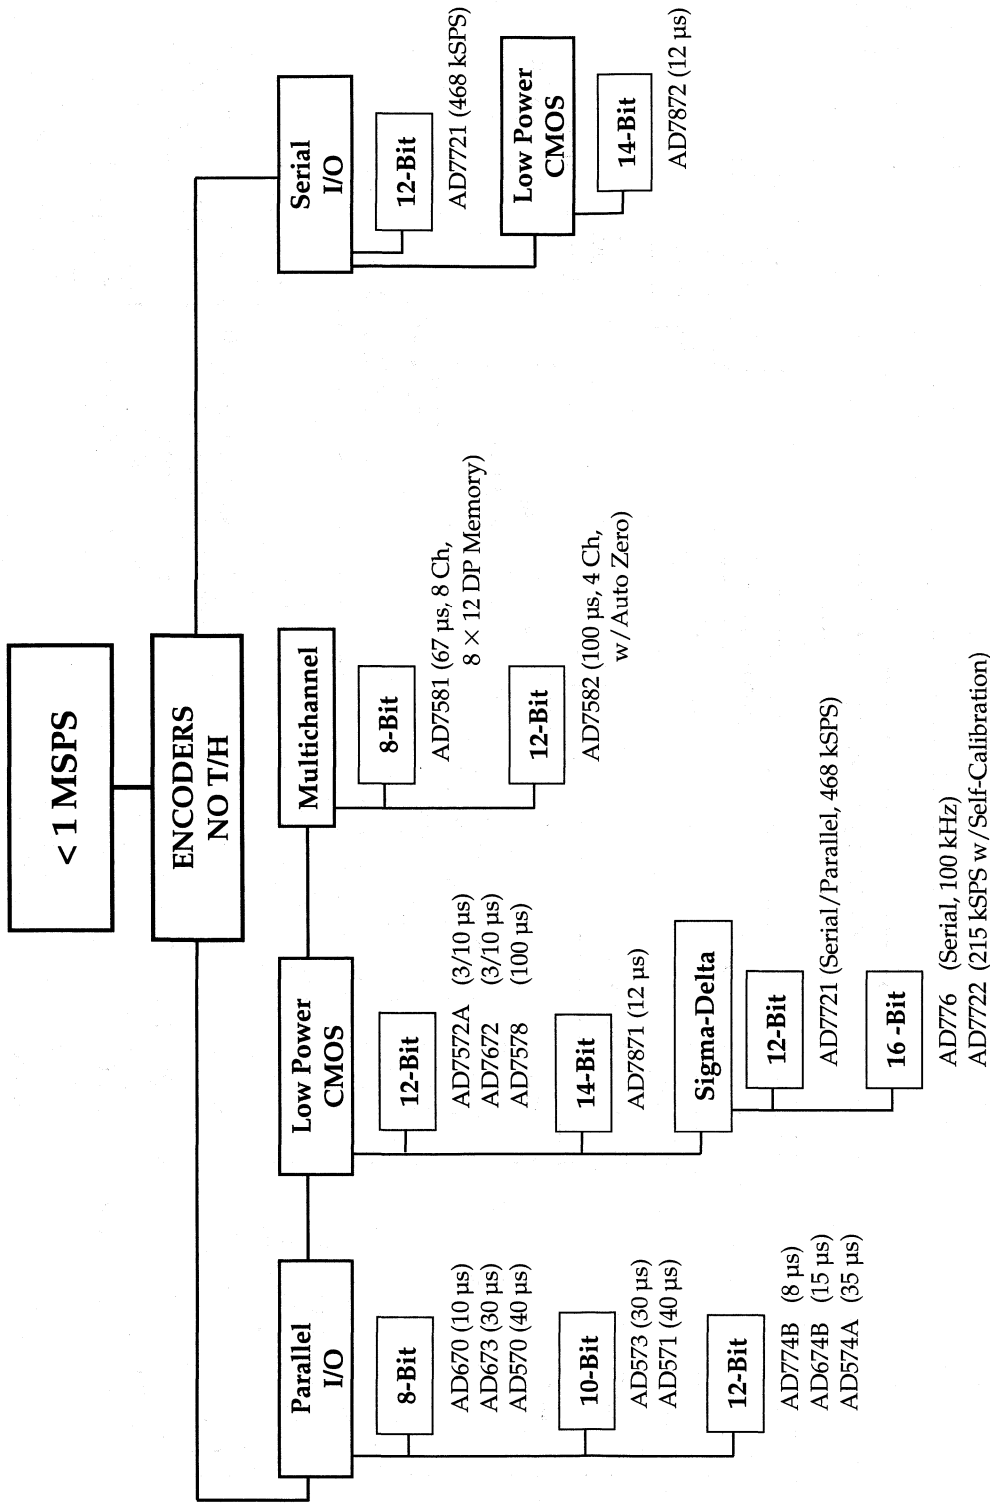 < 1 MSPS
ENCODERS
NO T/H
Parallel
I/O
8-Bit
AD670 (10 µs)
AD673 (30 µs)
AD570 (40 µs)
10-Bit
AD573 (30 µs)
AD571 (40 µs)
12-Bit
AD774B (8 µs)
AD674B (15 µs)
AD574A (35 µs)
Low Power
CMOS
12-Bit
AD7572A (3/10 µs)
AD7672 (3/10 µs)
AD7578 (100 µs)
14-Bit
AD7871 (12 µs)
Sigma-Delta
12-Bit
AD7721 (Serial/Parallel, 468 kSPS)
16 -Bit
AD776 (Serial, 100 kHz)
AD7722 (215 kSPS w/Self-Calibration)
Multichannel
8-Bit
AD7581 (67 µs, 8 Ch,
8 × 12 DP Memory)
12-Bit
AD7582 (100 µs, 4 Ch,
w/Auto Zero)
Serial
I/O
12-Bit
AD7721 (468 kSPS)
Low Power
CMOS
14-Bit
AD7872 (12 µs)